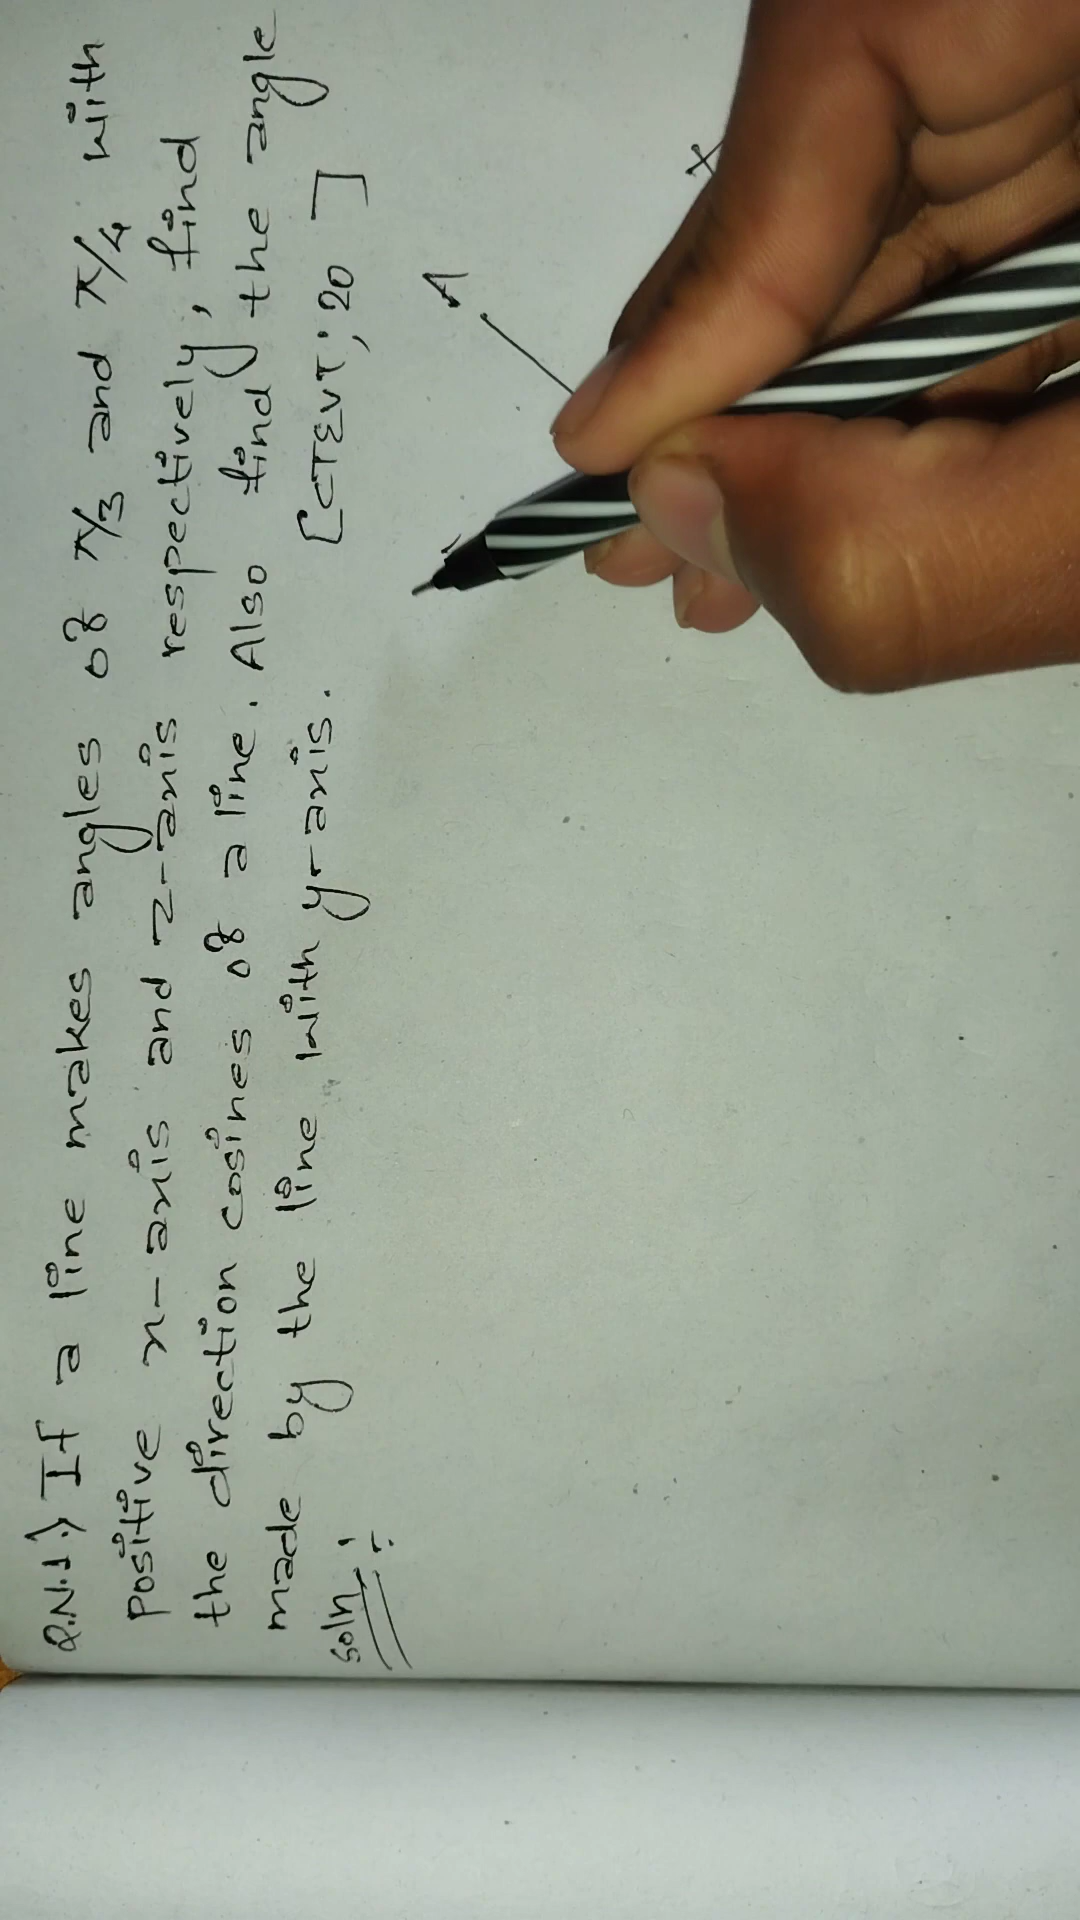 Q.N.1) If a line makes angles of π/3 and π/4 with
positive x-axis and z-axis respectively, find
the direction cosines of a line. Also find the angle
made by the line with y-axis. [CTEVT; 20 ]
Soln:
A
X